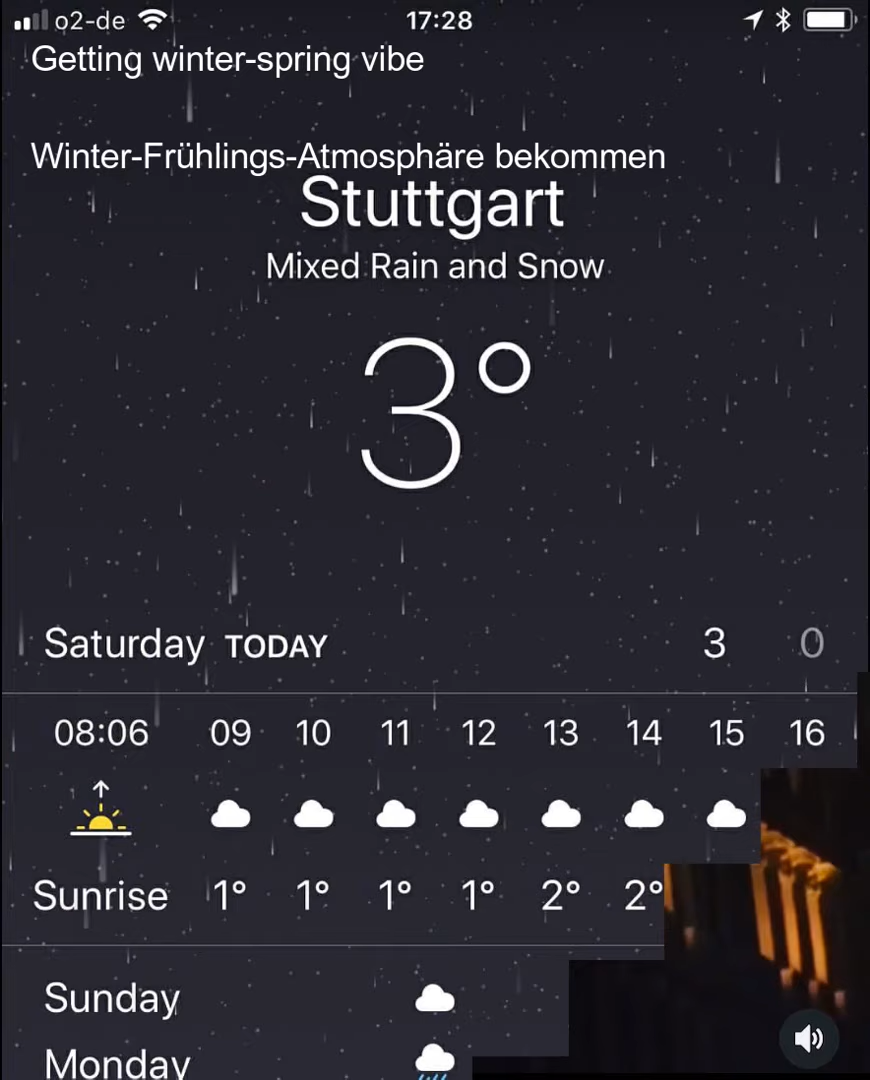 o2-de 17:28
Getting winter-spring vibe
Winter-Frühlings-Atmosphäre bekommen
Stuttgart
Mixed Rain and Snow
3°
Saturday TODAY 3 0
08:06 09 10 11 12 13 14 15 16
Sunrise 1° 1° 1° 1° 2° 2°
Sunday
Monday